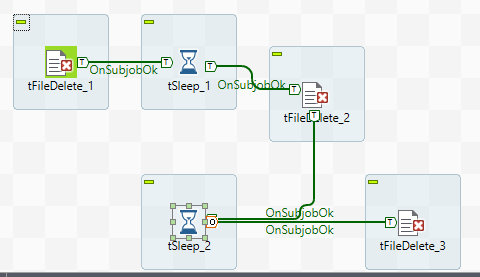 T
T
T
T
OnSubjobOk
OnSubjobOk
tFileDelete_1
tSleep_1
T
tFileDelete_2
OnSubjobOk
O
T
OnSubjobOk
tSleep_2
tFileDelete_3